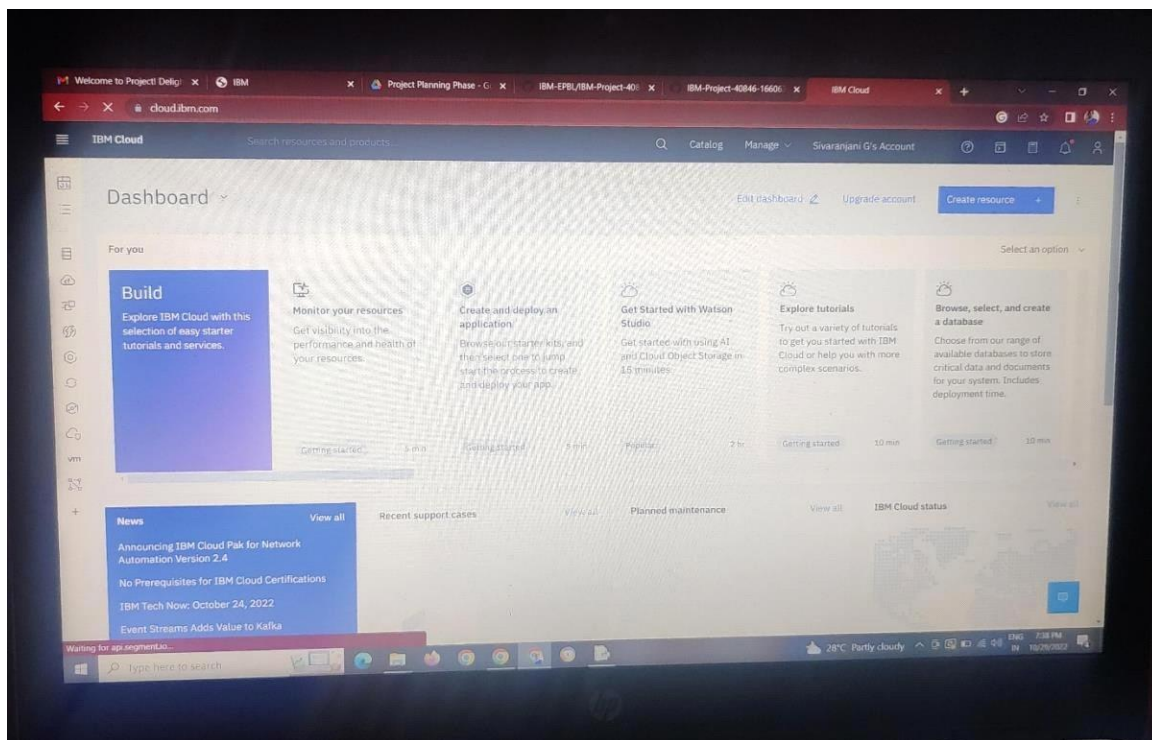 Welcome to Project! Delig
IBM
Project Planning Phase - G
IBM-EPBL/IBM-Project-408
IBM-Project-40846-16606
IBM Cloud
cloud.ibm.com
IBM Cloud
Search resources and products...
Catalog
Manage
Sivaranjani G's Account
Dashboard
Edit dashboard
Upgrade account
Create resource +
For you
Select an option
Build
Explore IBM Cloud with this
selection of easy starter
tutorials and services.
Monitor your resources
Get visibility into the
performance and health of
your resources.
Getting started
5 min
Create and deploy an
application
Browse our starter kits, and
then select one to jump
start the process to create
and deploy your app.
Getting started
5 min
Get Started with Watson
Studio
Get started with using AI
and Cloud Object Storage in
15 minutes.
Popular
2 hr
Explore tutorials
Try out a variety of tutorials
to get you started with IBM
Cloud or help you with more
complex scenarios.
Getting started
10 min
Browse, select, and create
a database
Choose from our range of
available databases to store
critical data and documents
for your system. Includes
deployment time.
Getting started
10 min
vm
News
View all
Announcing IBM Cloud Pak for Network
Automation Version 2.4
No Prerequisites for IBM Cloud Certifications
IBM Tech Now: October 24, 2022
Event Streams Adds Value to Kafka
Recent support cases
View all
Planned maintenance
View all
IBM Cloud status
View all
Waiting for api.segment.io...
Type here to search
28°C Partly cloudy
ENG
IN
7:38 PM
10/29/2022
hp